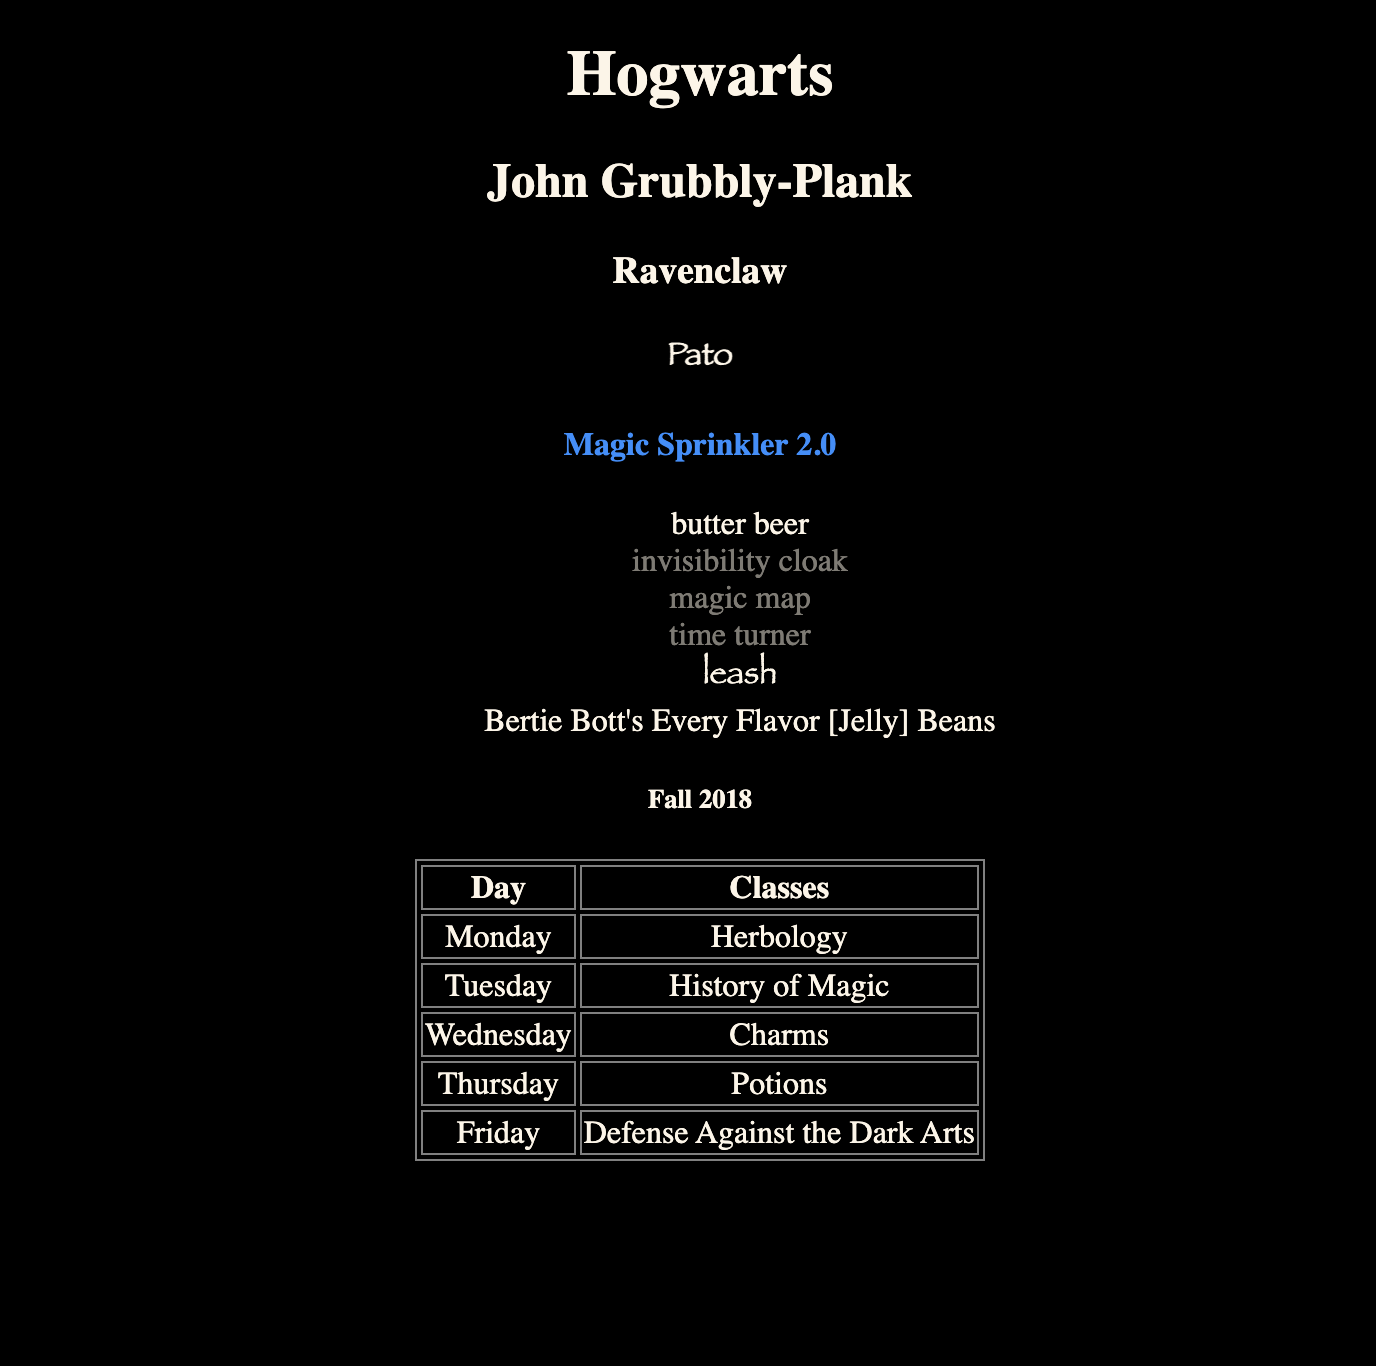 Hogwarts
John Grubbly-Plank
Ravenclaw
Pato
Magic Sprinkler 2.0
butter beer
invisibility cloak
magic map
time turner
leash
Bertie Bott's Every Flavor [Jelly] Beans
Fall 2018
Day Classes
Monday Herbology
Tuesday History of Magic
Wednesday Charms
Thursday Potions
Friday Defense Against the Dark Arts